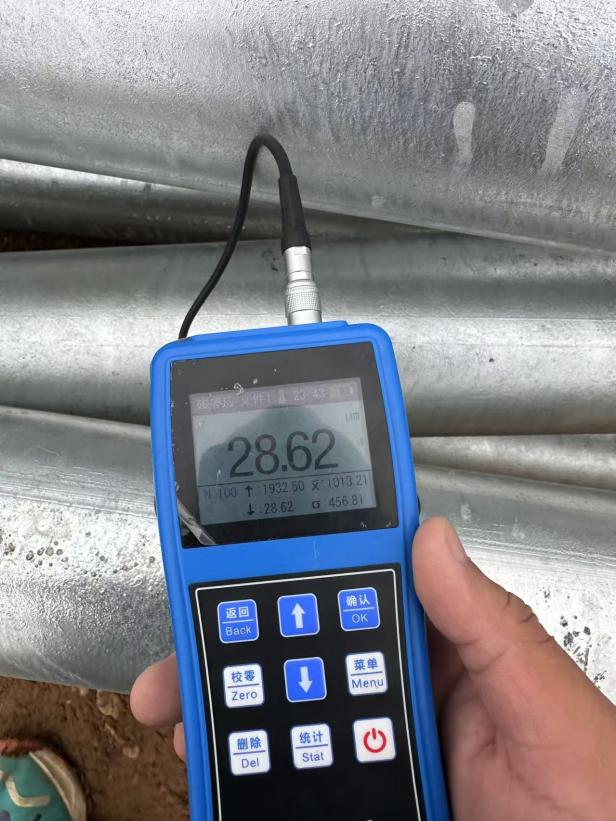 文件1 23 43
um
28.62
N:100 ↑:1932.50 x̄:1013.21
↓:28.62 σ:456.81
返回
Back
↑
确认
OK
校零
Zero
↓
菜单
Menu
删除
Del
统计
Stat